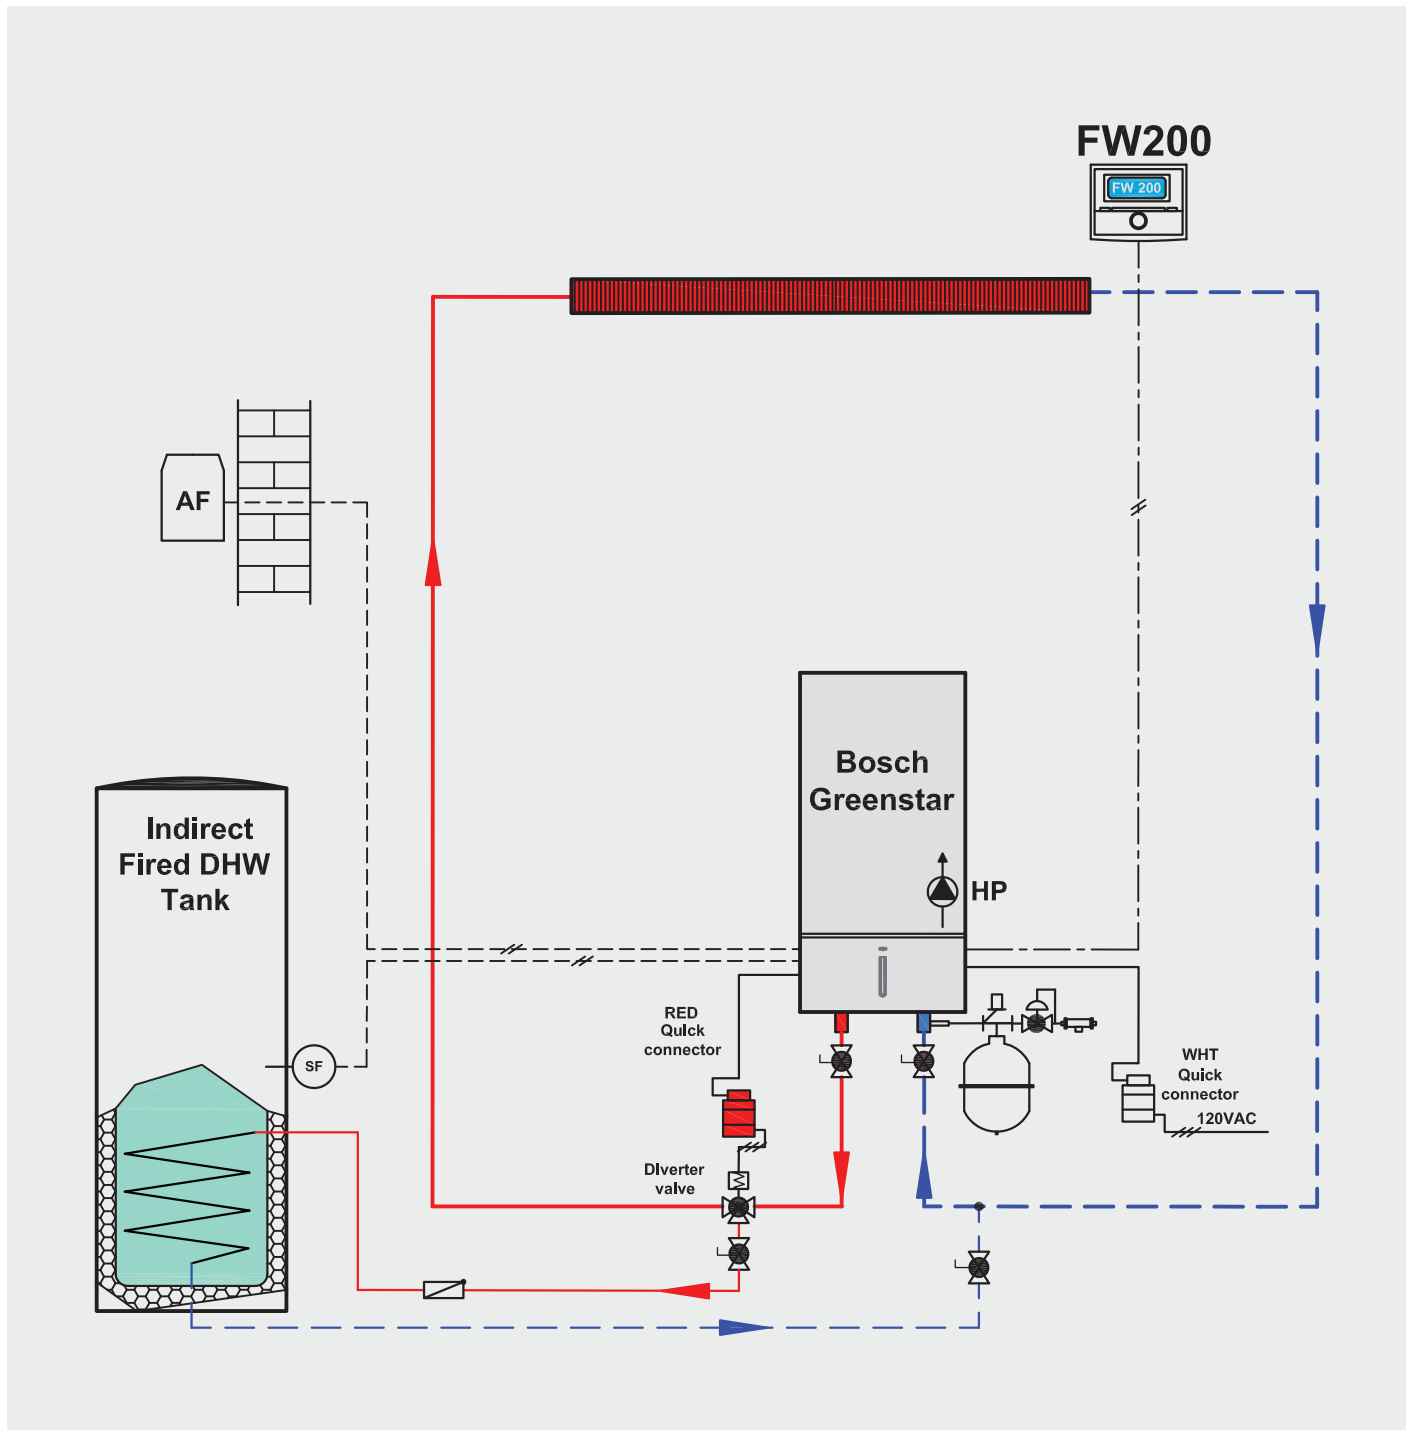 FW200
FW 200
AF
Bosch
Greenstar
HP
Indirect
Fired DHW
Tank
SF
RED
Quick
connector
WHT
Quick
connector
120VAC
Diverter
valve